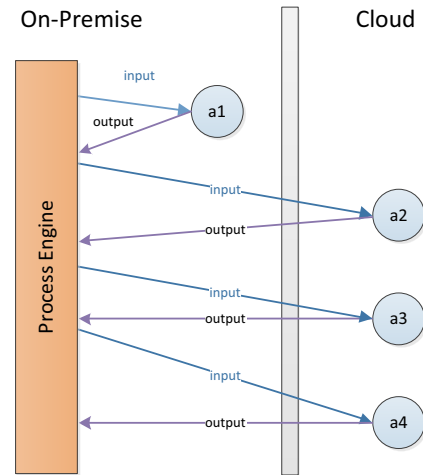 On-Premise
Cloud
input
a1
output
input
a2
output
Process Engine
input
a3
output
input
a4
output